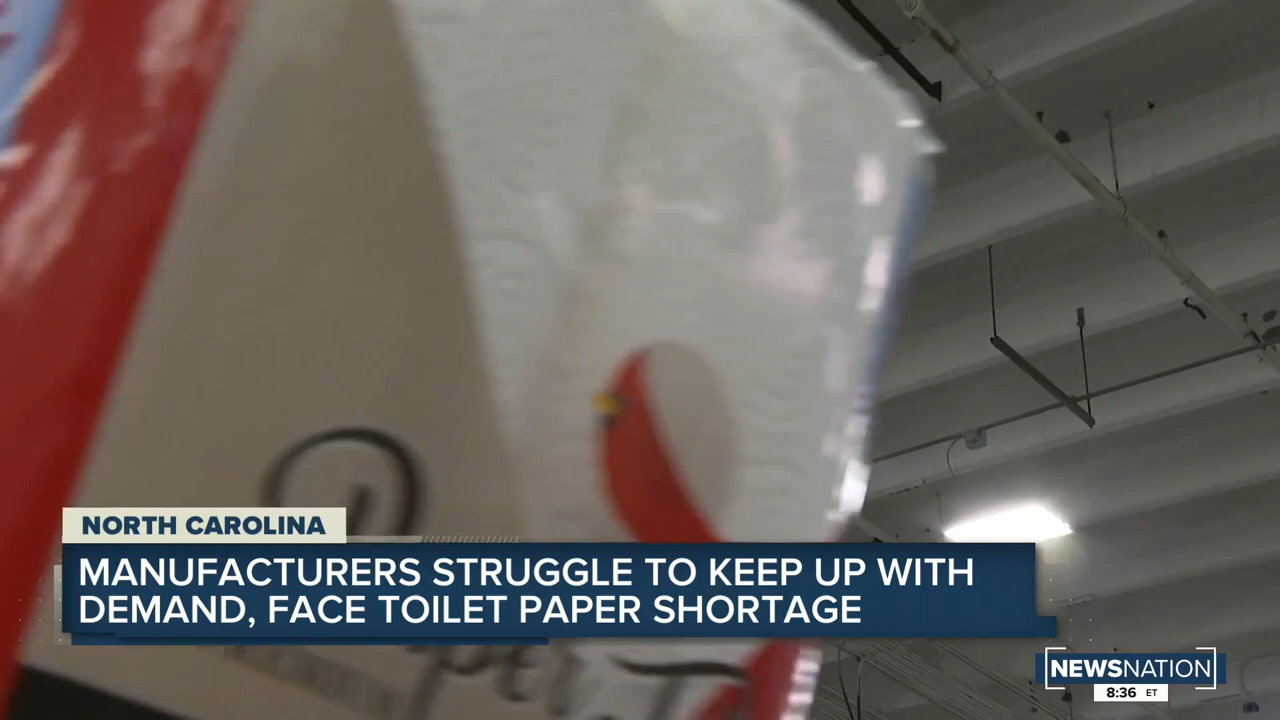 NORTH CAROLINA
MANUFACTURERS STRUGGLE TO KEEP UP WITH
DEMAND, FACE TOILET PAPER SHORTAGE
NEWSNATION
8:36 ET